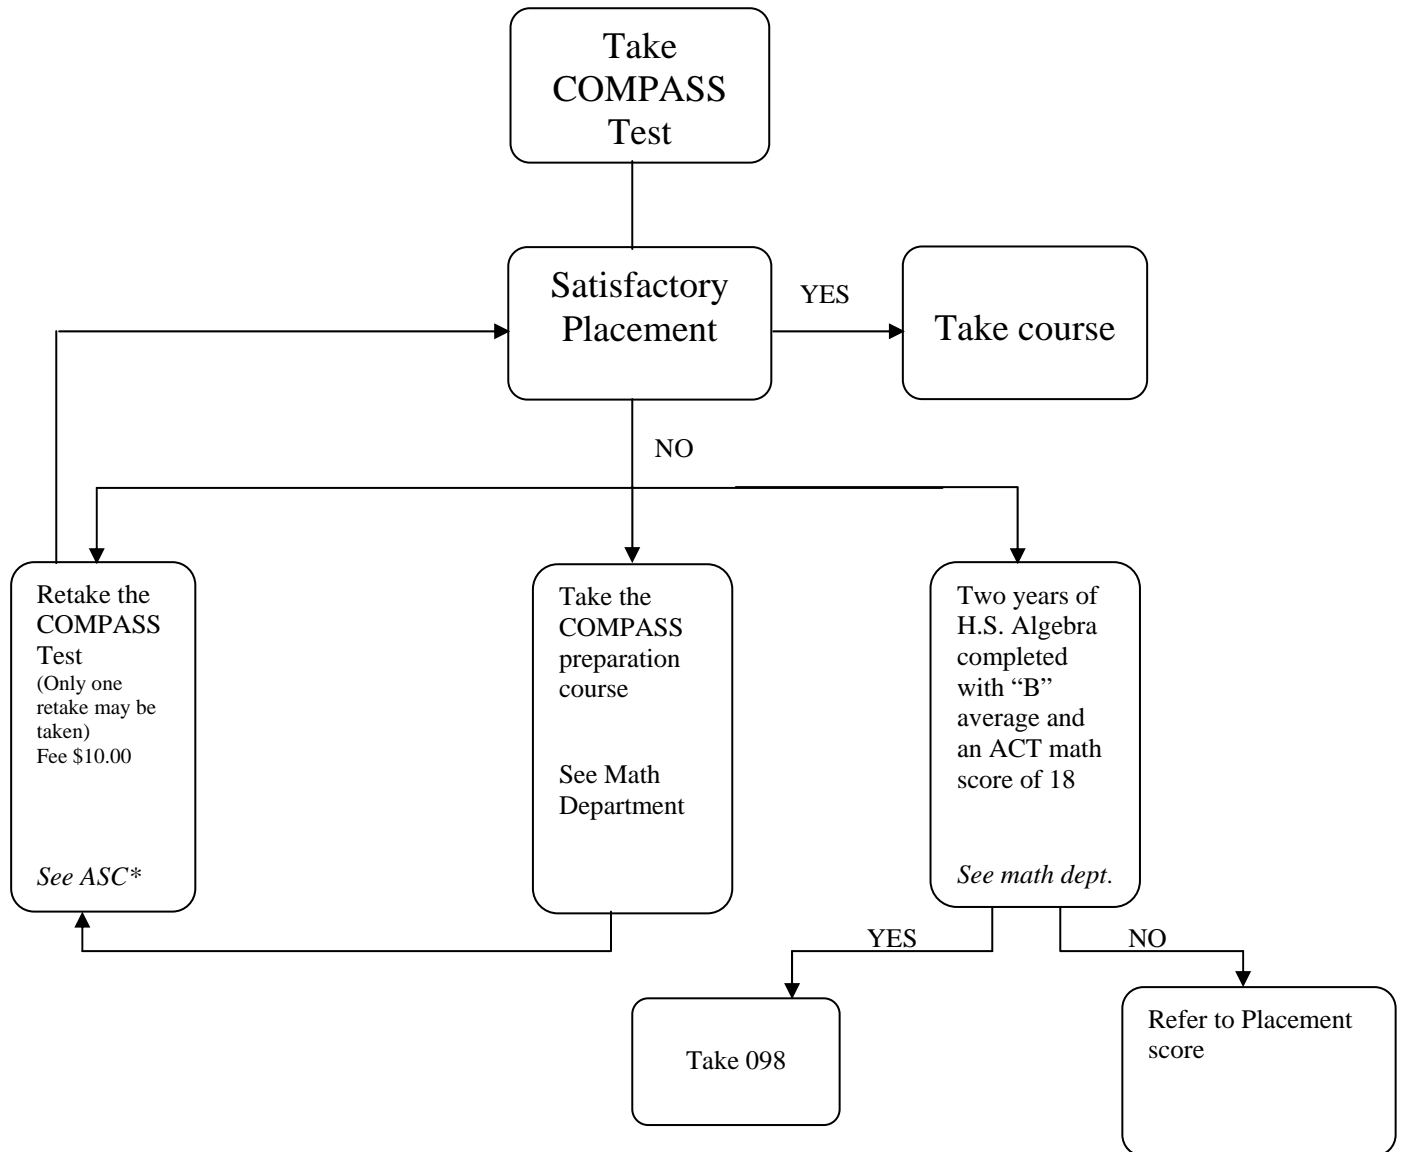 Take
COMPASS
Test
Satisfactory
Placement
YES
Take course
NO
Retake the
COMPASS
Test
(Only one
retake may be
taken)
Fee $10.00
See ASC*
Take the
COMPASS
preparation
course
See Math
Department
Two years of
H.S. Algebra
completed
with “B”
average and
an ACT math
score of 18
See math dept.
YES
NO
Take 098
Refer to Placement
score